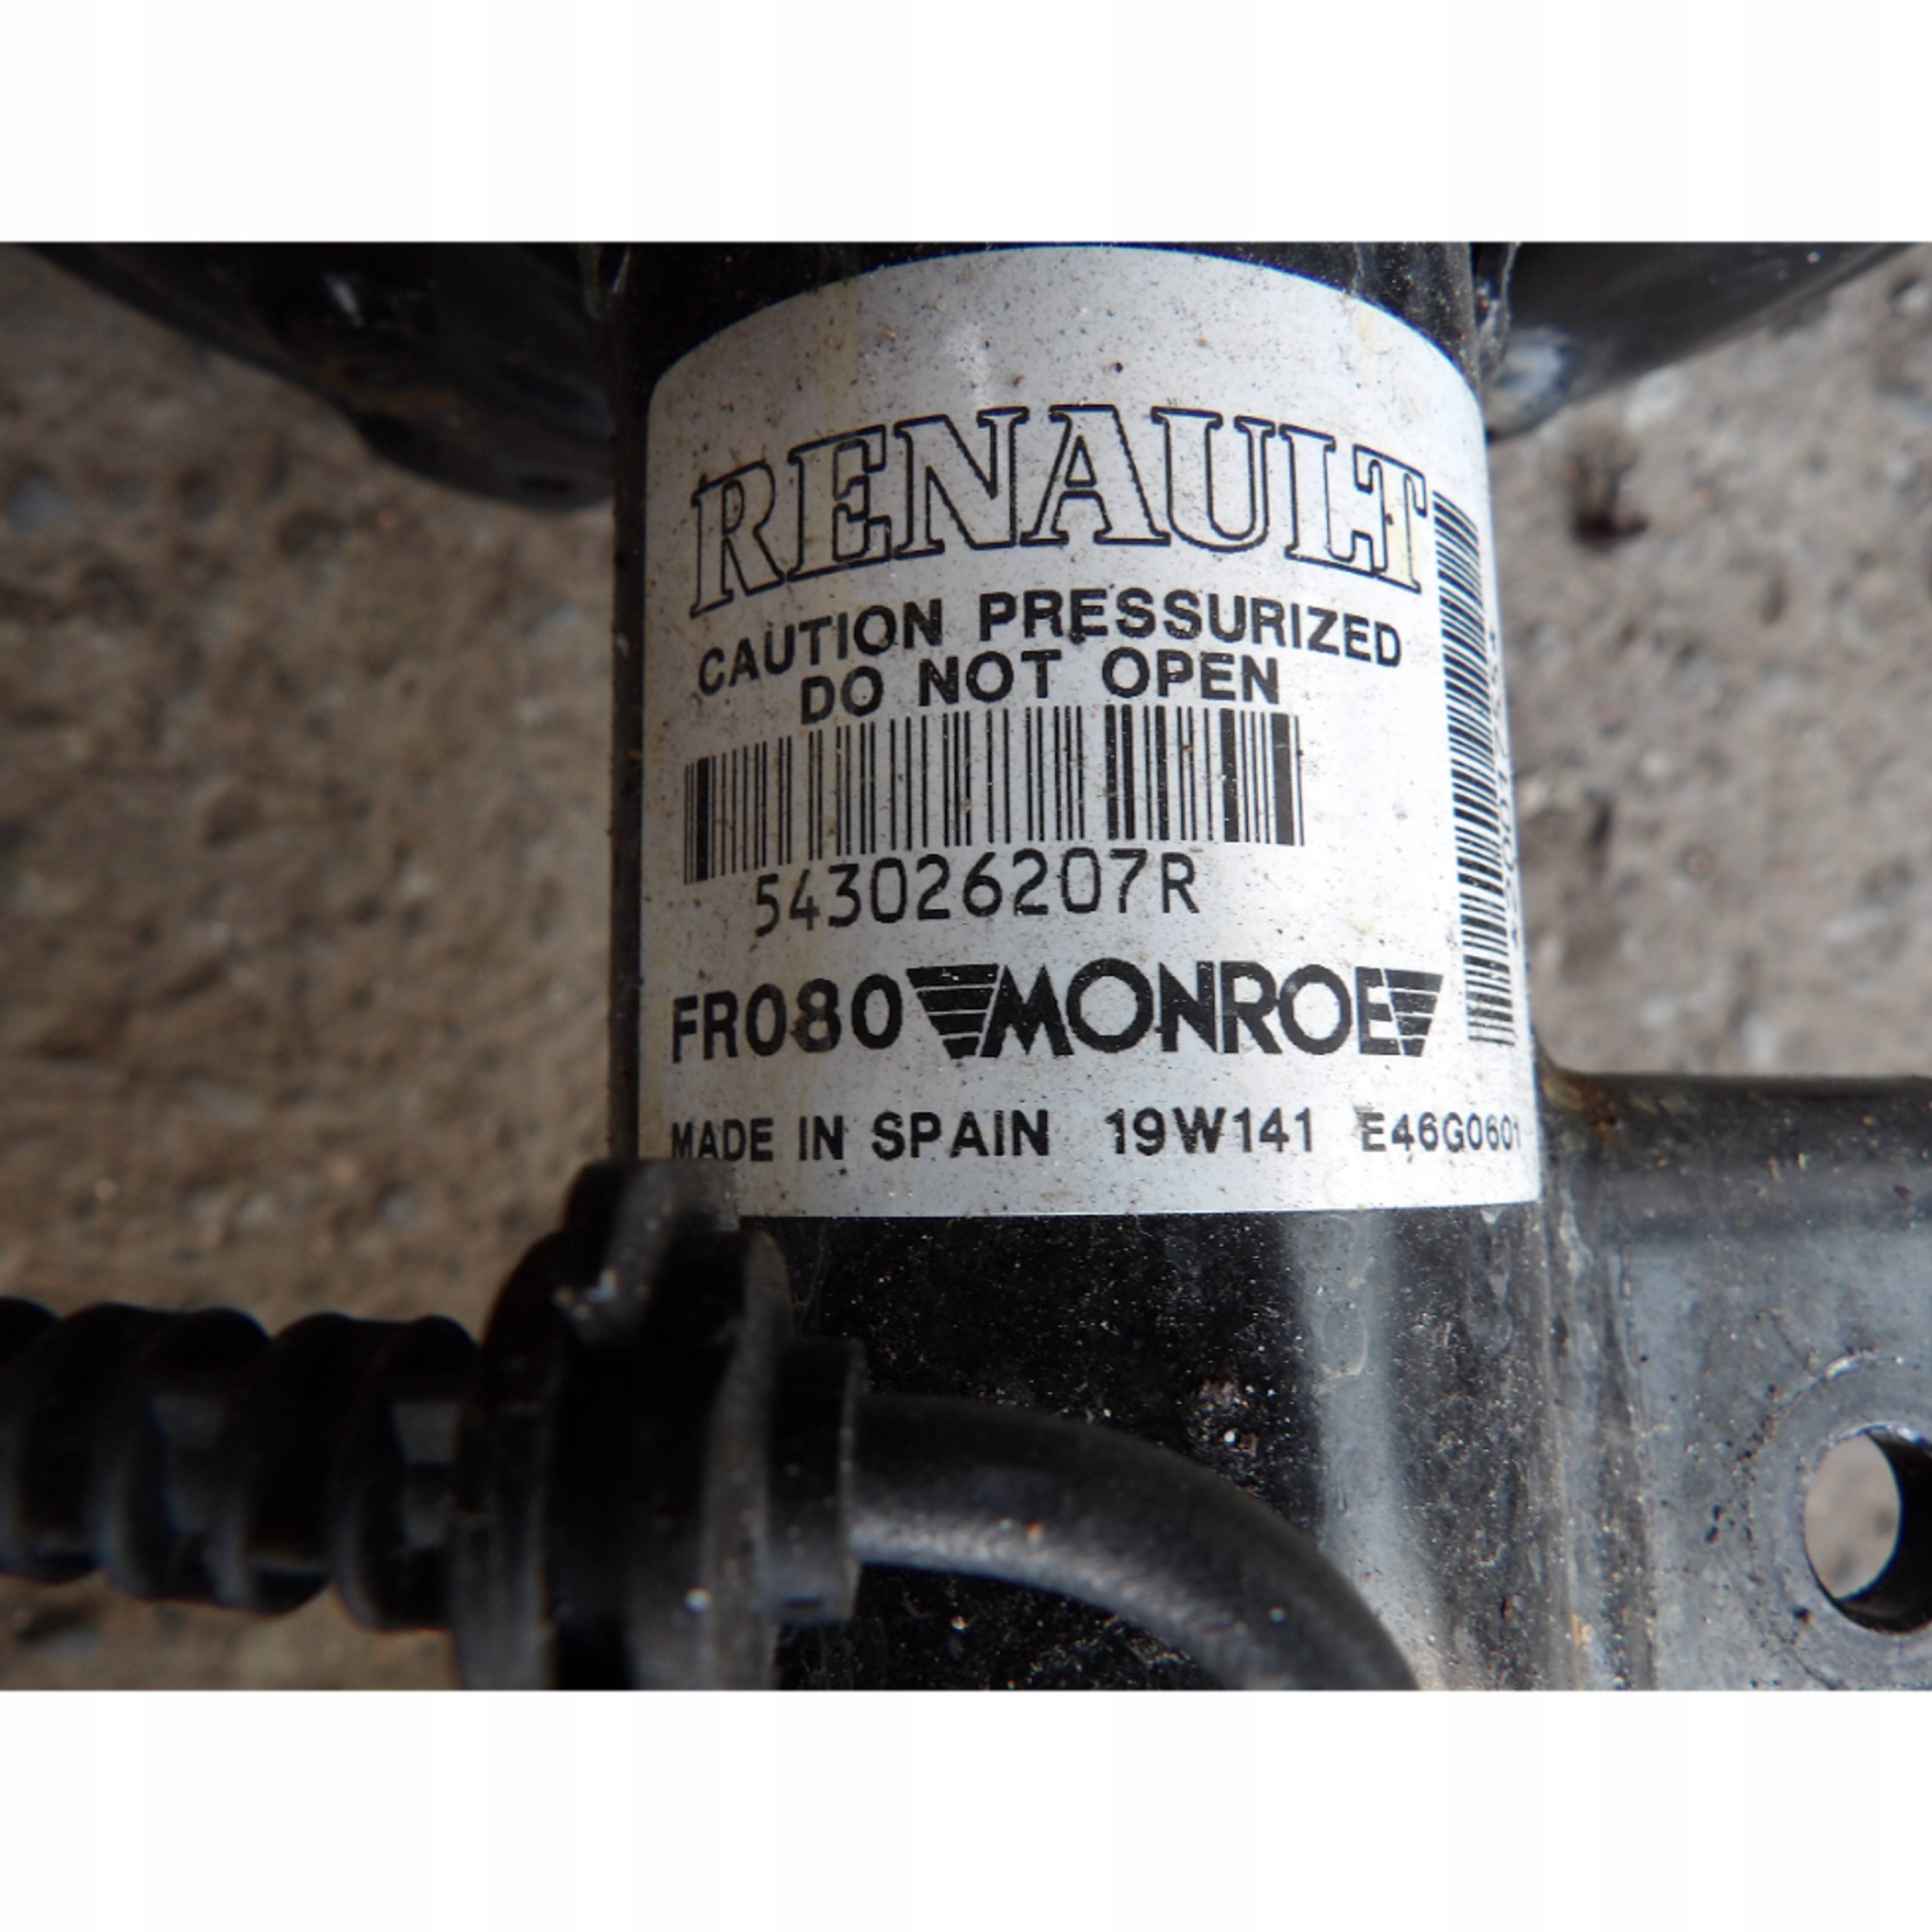 RENAULT
CAUTION PRESSURIZED
DO NOT OPEN
543026207R
FR080 MONROE
MADE IN SPAIN 19W141 E46G0601